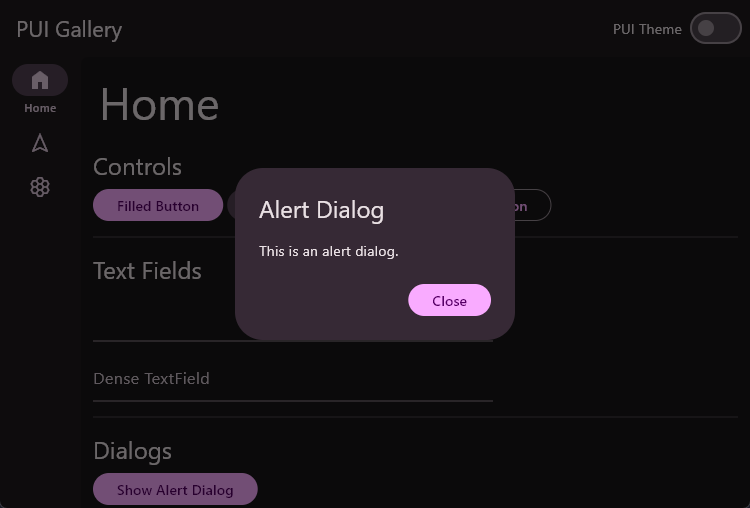 PUI Gallery
PUI Theme
Home
Home
Controls
Filled Button
Alert Dialog
This is an alert dialog.
Close
Text Fields
Dense TextField
Dialogs
Show Alert Dialog